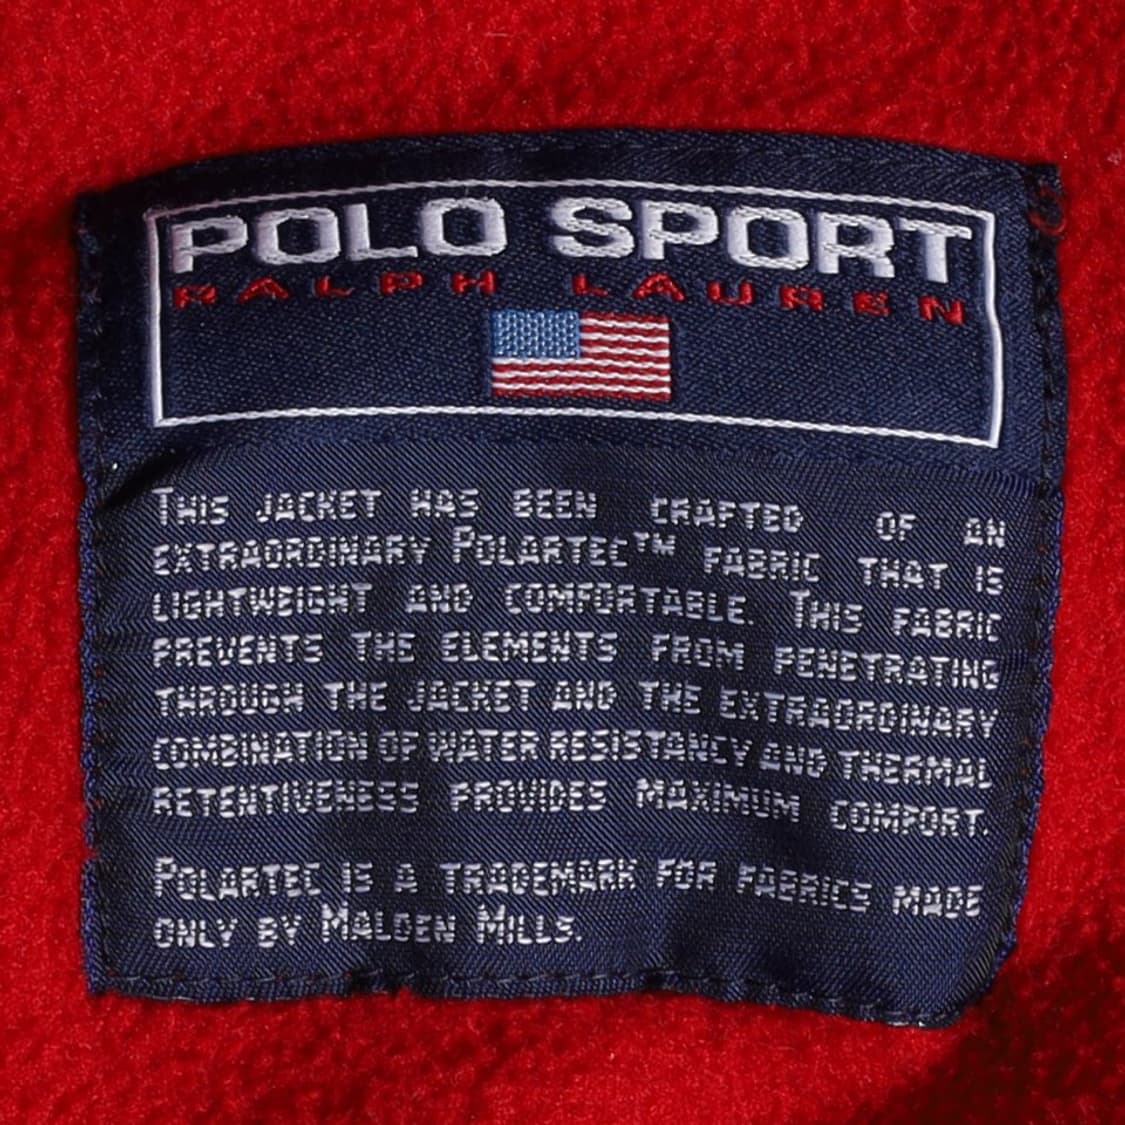 POLO SPORT
RALPH LAUREN
THIS JACKET HAS BEEN CRAFTED OF AN
EXTRAORDINARY POLARTEC™ FABRIC THAT IS
LIGHTWEIGHT AND COMFORTABLE. THIS FABRIC
PREVENTS THE ELEMENTS FROM PENETRATING
THROUGH THE JACKET AND THE EXTRAORDINARY
COMBINATION OF WATER RESISTANCY AND THERMAL
RETENTIVENESS PROVIDES MAXIMUM COMFORT.
POLARTEC IS A TRADEMARK FOR FABRICS MADE
ONLY BY MALDEN MILLS.